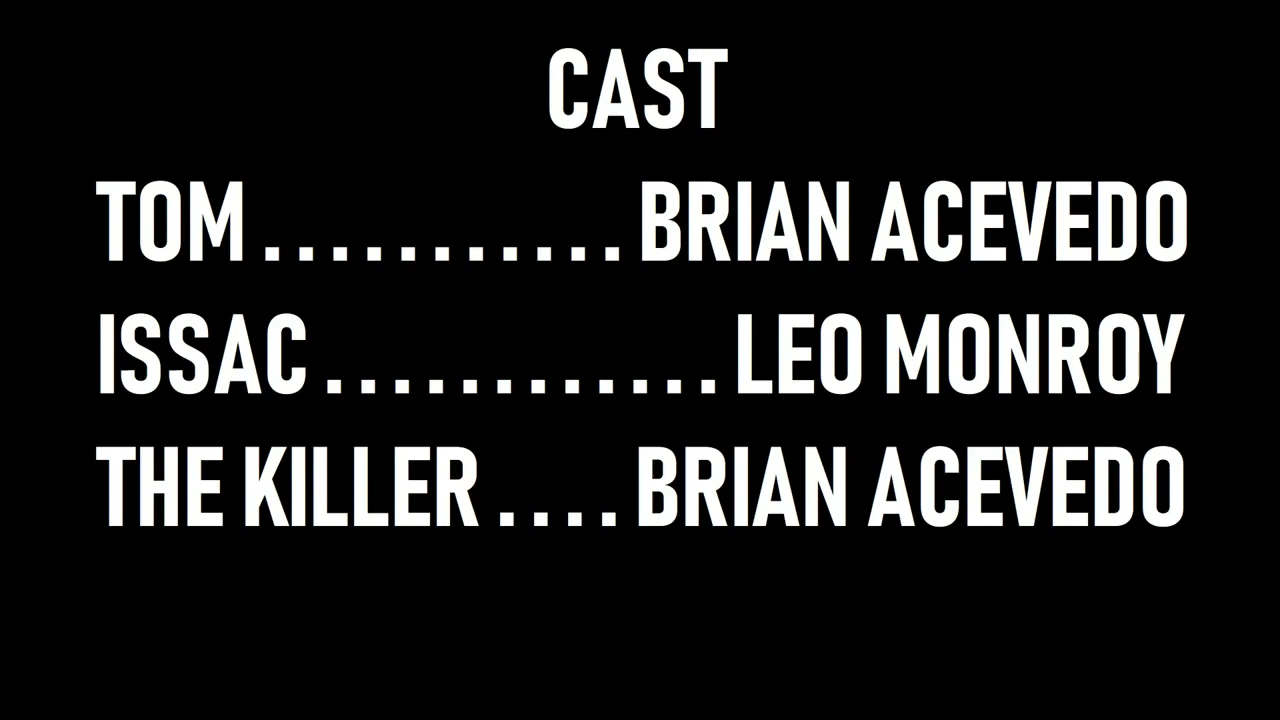 CAST
TOM ........... BRIAN ACEVEDO
ISSAC ............ LEO MONROY
THE KILLER .... BRIAN ACEVEDO